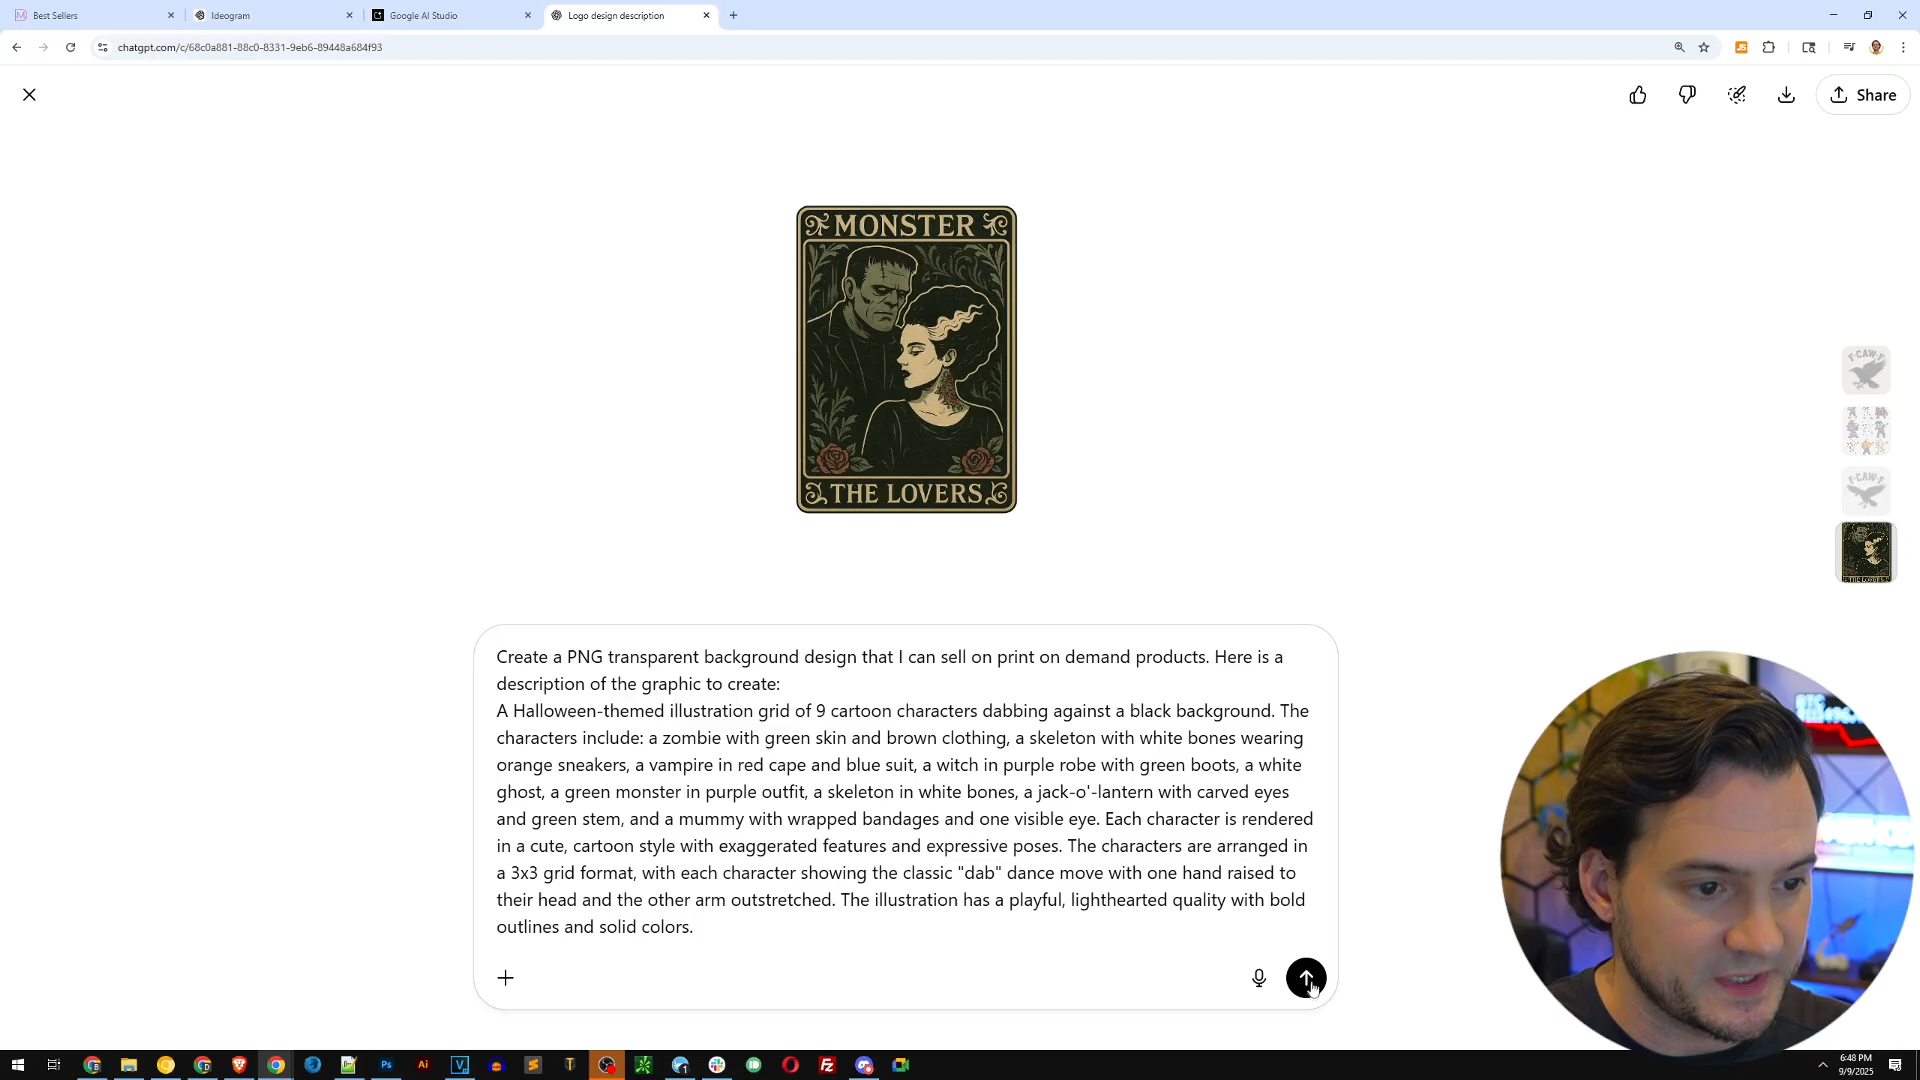 Best Sellers
Ideogram
Google AI Studio
Logo design description
chatgpt.com/c/68c0a881-88c0-8331-9eb6-89448a684f93
JS
Share
MONSTER
THE LOVERS
F-CAW-F
F-CAW-F
THE LOVERS
Create a PNG transparent background design that I can sell on print on demand products. Here is a
description of the graphic to create:
A Halloween-themed illustration grid of 9 cartoon characters dabbing against a black background. The
characters include: a zombie with green skin and brown clothing, a skeleton with white bones wearing
orange sneakers, a vampire in red cape and blue suit, a witch in purple robe with green boots, a white
ghost, a green monster in purple outfit, a skeleton in white bones, a jack-o'-lantern with carved eyes
and green stem, and a mummy with wrapped bandages and one visible eye. Each character is rendered
in a cute, cartoon style with exaggerated features and expressive poses. The characters are arranged in
a 3x3 grid format, with each character showing the classic "dab" dance move with one hand raised to
their head and the other arm outstretched. The illustration has a playful, lighthearted quality with bold
outlines and solid colors.
Ps
Ai
V
Fz
6:48 PM
9/9/2025